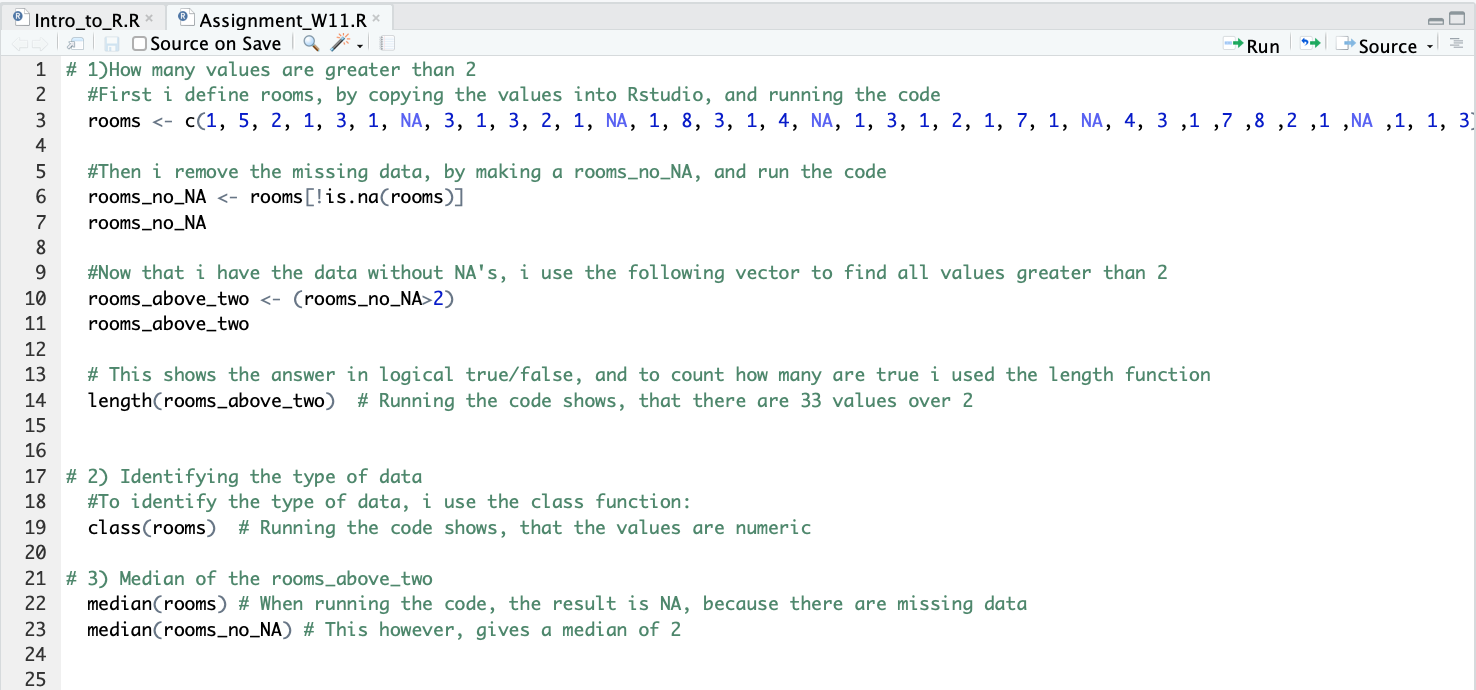 Intro_to_R.R × Assignment_W11.R ×
Source on Save Run Source
1 # 1)How many values are greater than 2
2 #First i define rooms, by copying the values into Rstudio, and running the code
3 rooms <- c(1, 5, 2, 1, 3, 1, NA, 3, 1, 3, 2, 1, NA, 1, 8, 3, 1, 4, NA, 1, 3, 1, 2, 1, 7, 1, NA, 4, 3 ,1 ,7 ,8 ,2 ,1 ,NA ,1, 1, 3
4
5 #Then i remove the missing data, by making a rooms_no_NA, and run the code
6 rooms_no_NA <- rooms[!is.na(rooms)]
7 rooms_no_NA
8
9 #Now that i have the data without NA's, i use the following vector to find all values greater than 2
10 rooms_above_two <- (rooms_no_NA>2)
11 rooms_above_two
12
13 # This shows the answer in logical true/false, and to count how many are true i used the length function
14 length(rooms_above_two) # Running the code shows, that there are 33 values over 2
15
16
17 # 2) Identifying the type of data
18 #To identify the type of data, i use the class function:
19 class(rooms) # Running the code shows, that the values are numeric
20
21 # 3) Median of the rooms_above_two
22 median(rooms) # When running the code, the result is NA, because there are missing data
23 median(rooms_no_NA) # This however, gives a median of 2
24
25